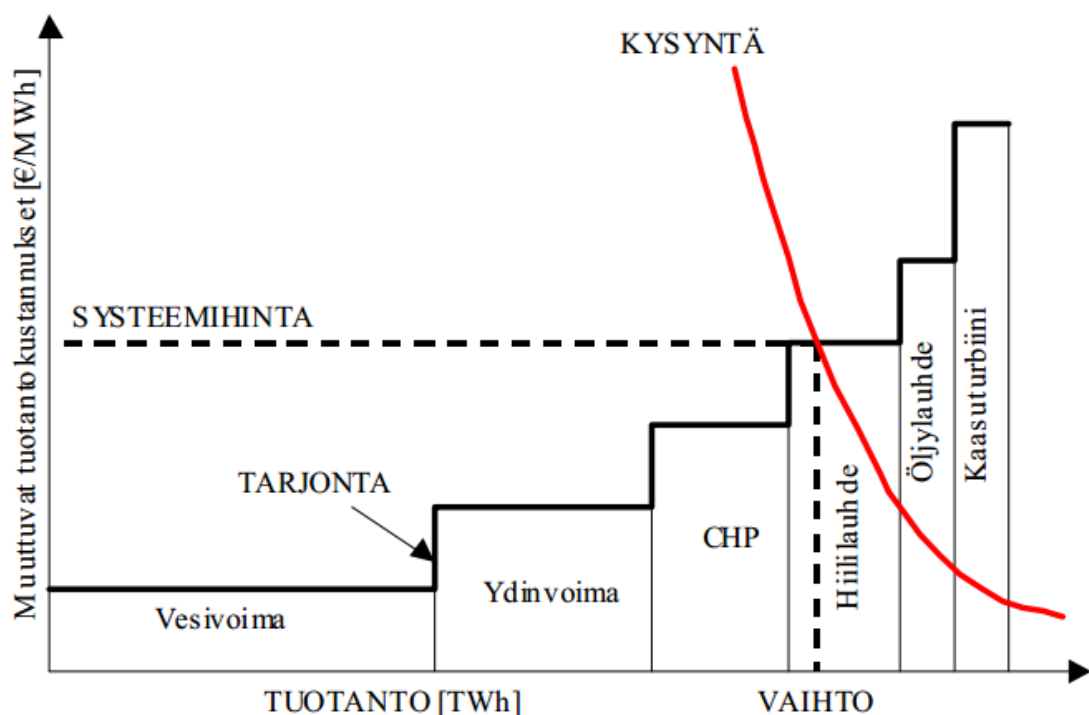 KYSYNTÄ
Muuttuvat tuotantokustannukset [€/MWh]
SYSTEEMIHINTA
TARJONTA
Vesivoima
Ydinvoima
CHP
Hiililauhde
Öljylauhde
Kaasuturbiini
TUOTANTO [TWh]
VAIHTO